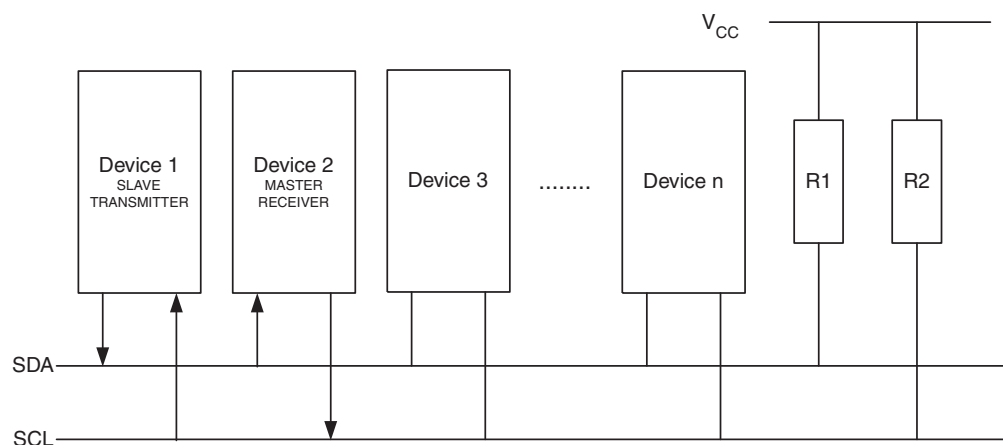 VCC
Device 1
SLAVE
TRANSMITTER
Device 2
MASTER
RECEIVER
Device 3
........
Device n
R1
R2
SDA
SCL